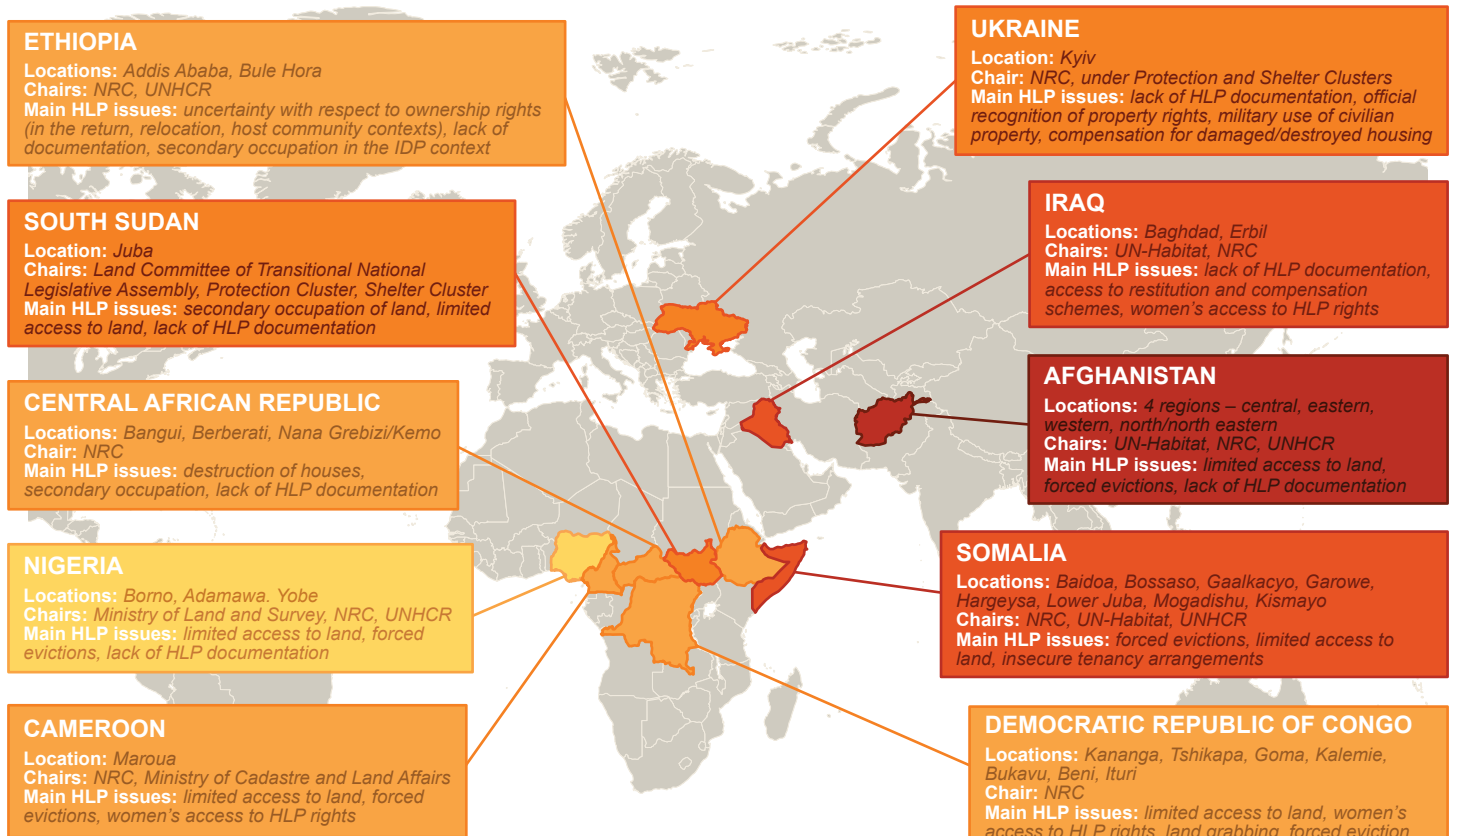 ETHIOPIA
Locations: Addis Ababa, Bule Hora
Chairs: NRC, UNHCR
Main HLP issues: uncertainty with respect to ownership rights
(in the return, relocation, host community contexts), lack of
documentation, secondary occupation in the IDP context
SOUTH SUDAN
Location: Juba
Chairs: Land Committee of Transitional National
Legislative Assembly, Protection Cluster, Shelter Cluster
Main HLP issues: secondary occupation of land, limited
access to land, lack of HLP documentation
CENTRAL AFRICAN REPUBLIC
Locations: Bangui, Berberati, Nana Grebizi/Kemo
Chair: NRC
Main HLP issues: destruction of houses,
secondary occupation, lack of HLP documentation
NIGERIA
Locations: Borno, Adamawa. Yobe
Chairs: Ministry of Land and Survey, NRC, UNHCR
Main HLP issues: limited access to land, forced
evictions, lack of HLP documentation
CAMEROON
Location: Maroua
Chairs: NRC, Ministry of Cadastre and Land Affairs
Main HLP issues: limited access to land, forced
evictions, women's access to HLP rights
UKRAINE
Location: Kyiv
Chair: NRC, under Protection and Shelter Clusters
Main HLP issues: lack of HLP documentation, official
recognition of property rights, military use of civilian
property, compensation for damaged/destroyed housing
IRAQ
Locations: Baghdad, Erbil
Chairs: UN-Habitat, NRC
Main HLP issues: lack of HLP documentation,
access to restitution and compensation
schemes, women's access to HLP rights
AFGHANISTAN
Locations: 4 regions – central, eastern,
western, north/north eastern
Chairs: UN-Habitat, NRC, UNHCR
Main HLP issues: limited access to land,
forced evictions, lack of HLP documentation
SOMALIA
Locations: Baidoa, Bossaso, Gaalkacyo, Garowe,
Hargeysa, Lower Juba, Mogadishu, Kismayo
Chairs: NRC, UN-Habitat, UNHCR
Main HLP issues: forced evictions, limited access to
land, insecure tenancy arrangements
DEMOCRATIC REPUBLIC OF CONGO
Locations: Kananga, Tshikapa, Goma, Kalemie,
Bukavu, Beni, Ituri
Chair: NRC
Main HLP issues: limited access to land, women's
access to HLP rights, land grabbing, forced eviction